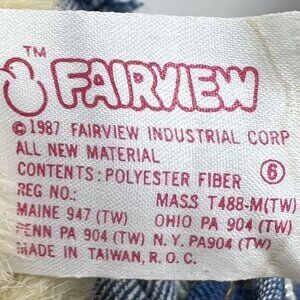 TM
FAIRVIEW
© 1987 FAIRVIEW INDUSTRIAL CORP
ALL NEW MATERIAL
CONTENTS: POLYESTER FIBER ⑥
REG NO.: MASS T488-M(TW)
MAINE 947 (TW) OHIO PA 904 (TW)
PENN PA 904 (TW) N.Y. PA904 (TW)
MADE IN TAIWAN, R.O.C.